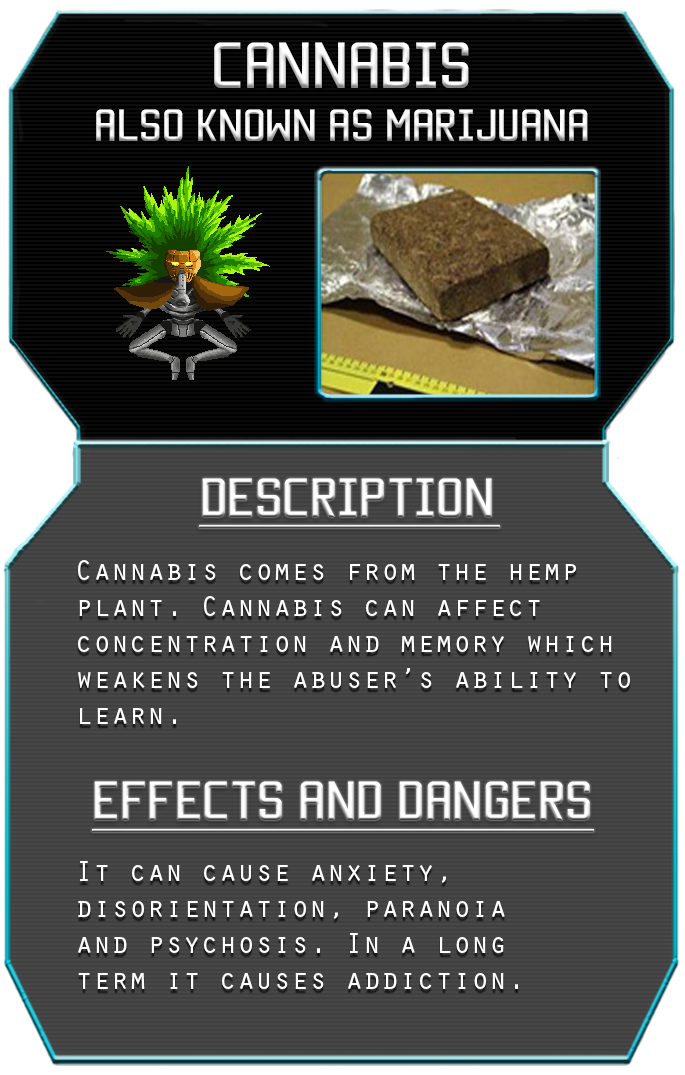 CANNABIS
ALSO KNOWN AS MARIJUANA
DESCRIPTION
CANNABIS COMES FROM THE HEMP
PLANT. CANNABIS CAN AFFECT
CONCENTRATION AND MEMORY WHICH
WEAKENS THE ABUSER'S ABILITY TO
LEARN.
EFFECTS AND DANGERS
IT CAN CAUSE ANXIETY,
DISORIENTATION, PARANOIA
AND PSYCHOSIS. IN A LONG
TERM IT CAUSES ADDICTION.